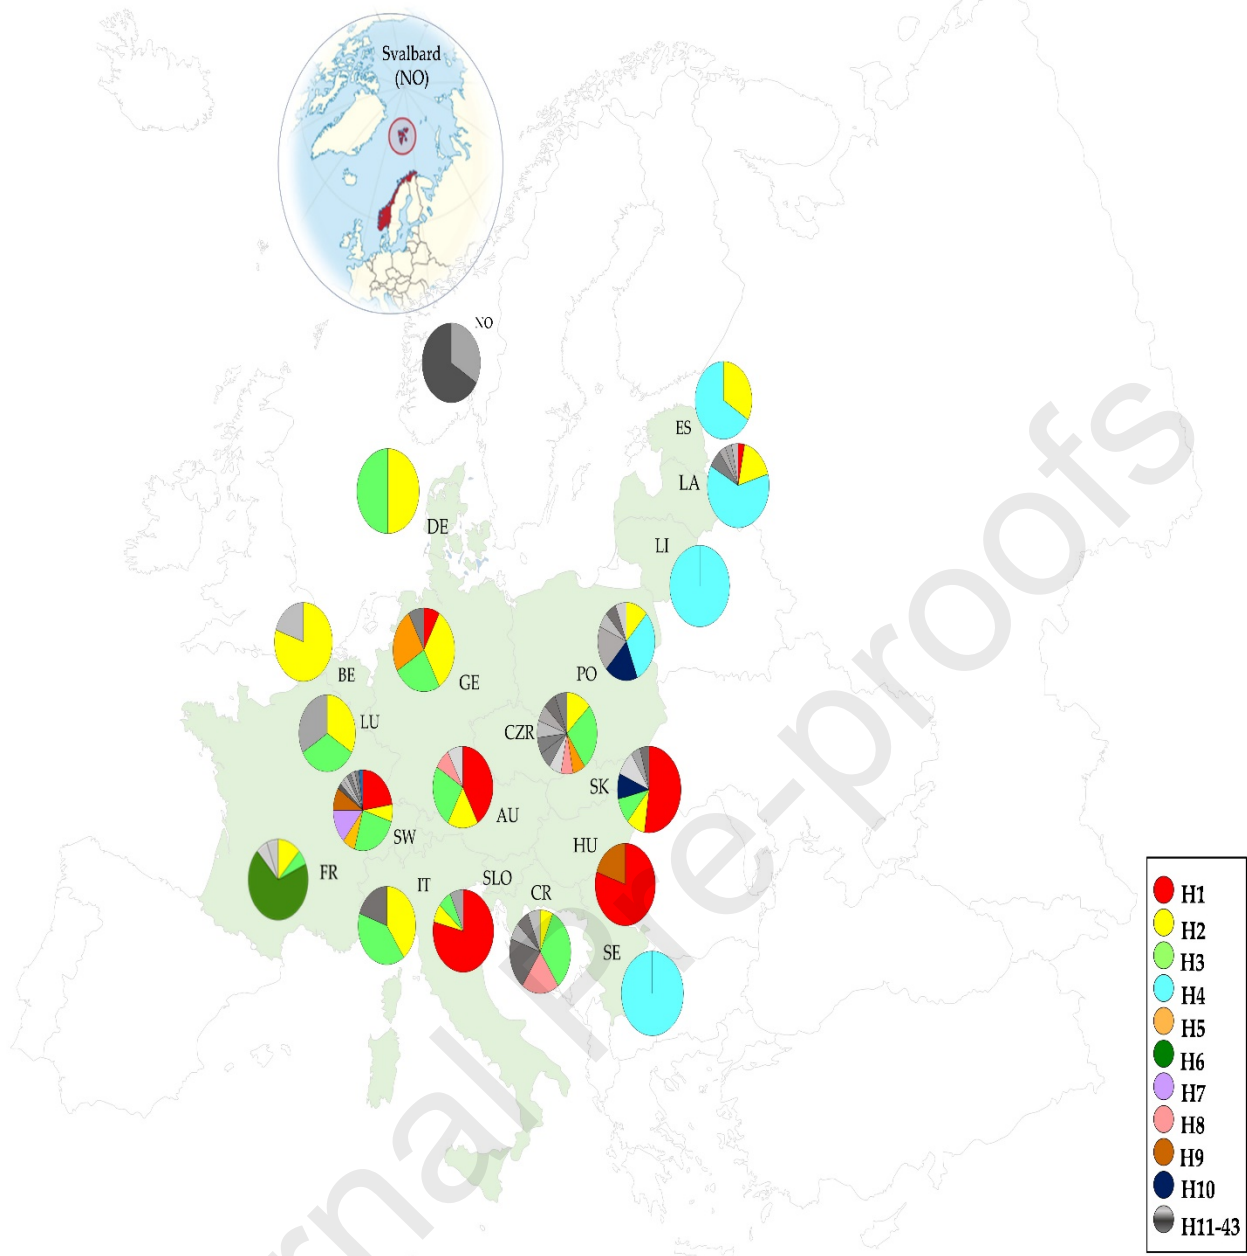 Svalbard
(NO)
NO
ES
LA
DE
LI
BE
GE
PO
LU
CZR
SK
AU
SW
HU
FR
IT
SLO
CR
SE
H1
H2
H3
H4
H5
H6
H7
H8
H9
H10
H11-43
ernal Pre-proofs